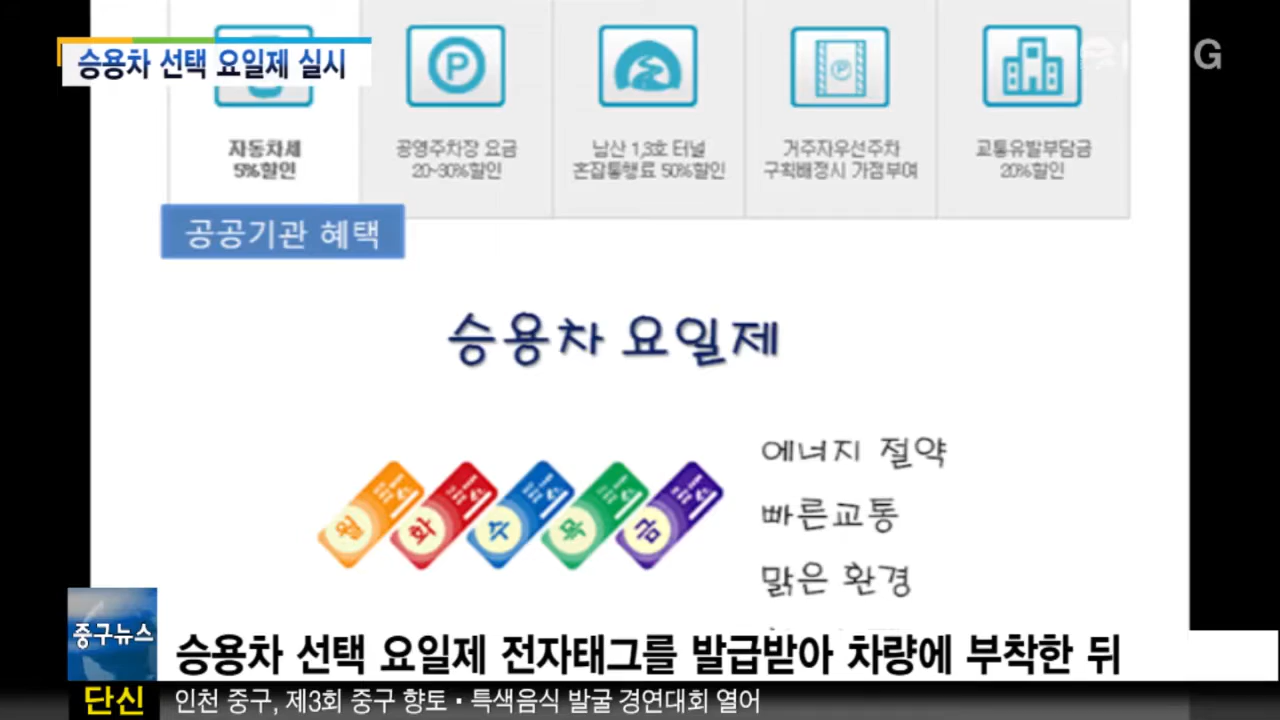 승용차 선택 요일제 실시
G
자동차세
5%할인
공영주차장 요금
20~30%할인
남산 1,3호 터널
혼잡통행료 50%할인
거주자우선주차
구획배정시 가점부여
교통유발부담금
20%할인
공공기관 혜택
승용차 요일제
월 화 수 목 금
에너지 절약
빠른교통
맑은 환경
중구뉴스
승용차 선택 요일제 전자태그를 발급받아 차량에 부착한 뒤
단신 인천 중구, 제3회 중구 향토·특색음식 발굴 경연대회 열어